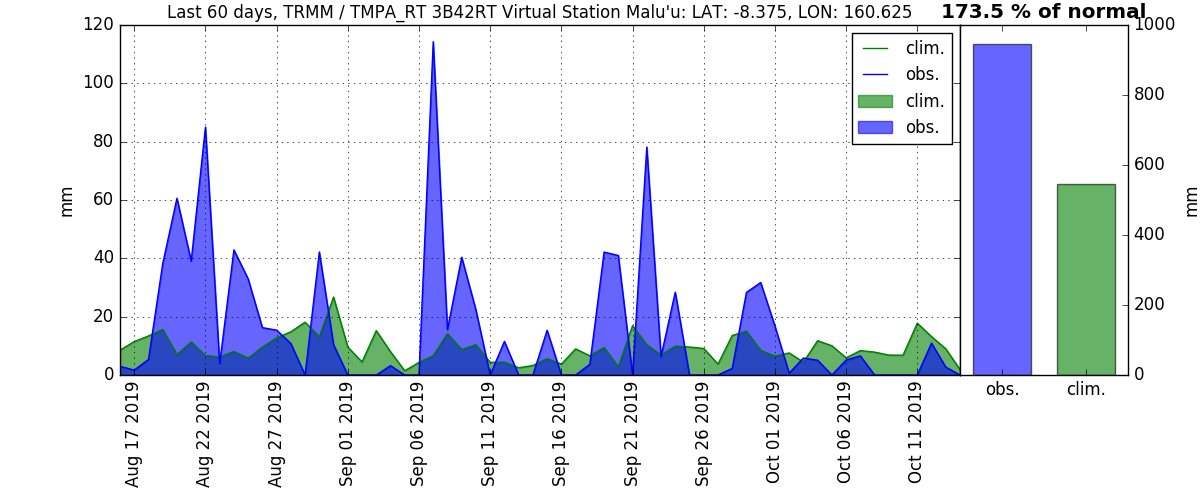 Last 60 days, TRMM / TMPA_RT 3B42RT Virtual Station Malu'u: LAT: -8.375, LON: 160.625
173.5 % of normal
120
100
80
60
40
20
0
mm
clim.
obs.
clim.
obs.
1000
800
600
400
200
0
mm
Aug 17 2019
Aug 22 2019
Aug 27 2019
Sep 01 2019
Sep 06 2019
Sep 11 2019
Sep 16 2019
Sep 21 2019
Sep 26 2019
Oct 01 2019
Oct 06 2019
Oct 11 2019
obs.
clim.